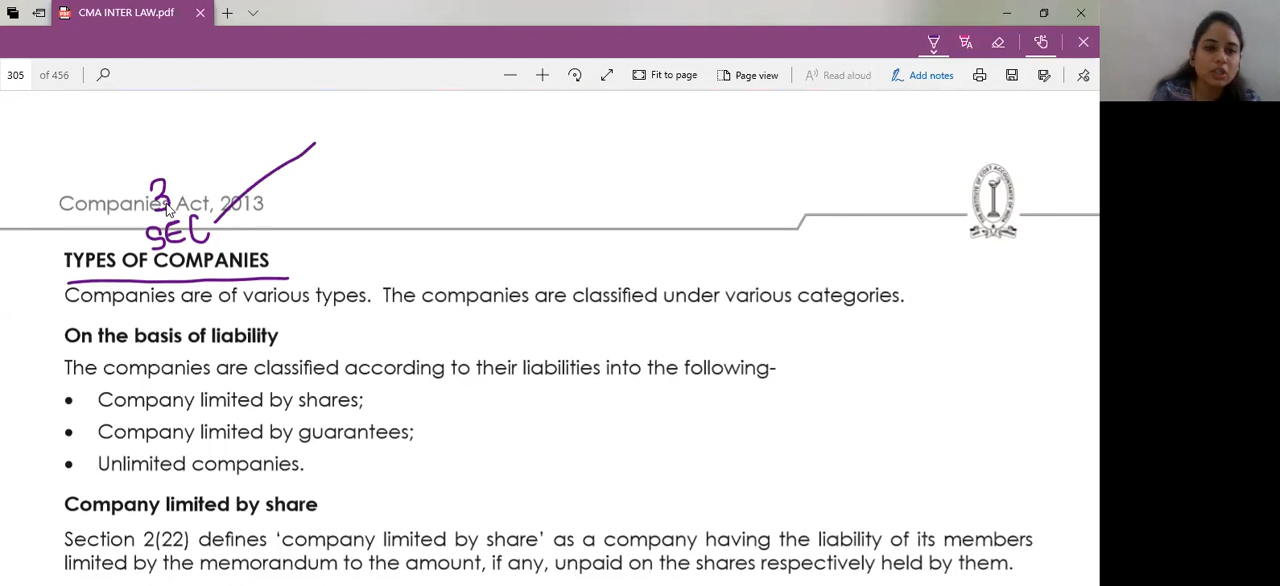 CMA INTER LAW.pdf
305 of 456
Fit to page
Page view
Read aloud
Add notes
3
Companies Act, 2013
SEC
TYPES OF COMPANIES
Companies are of various types. The companies are classified under various categories.
On the basis of liability
The companies are classified according to their liabilities into the following-
• Company limited by shares;
• Company limited by guarantees;
• Unlimited companies.
Company limited by share
Section 2(22) defines ‘company limited by share’ as a company having the liability of its members
limited by the memorandum to the amount, if any, unpaid on the shares respectively held by them.